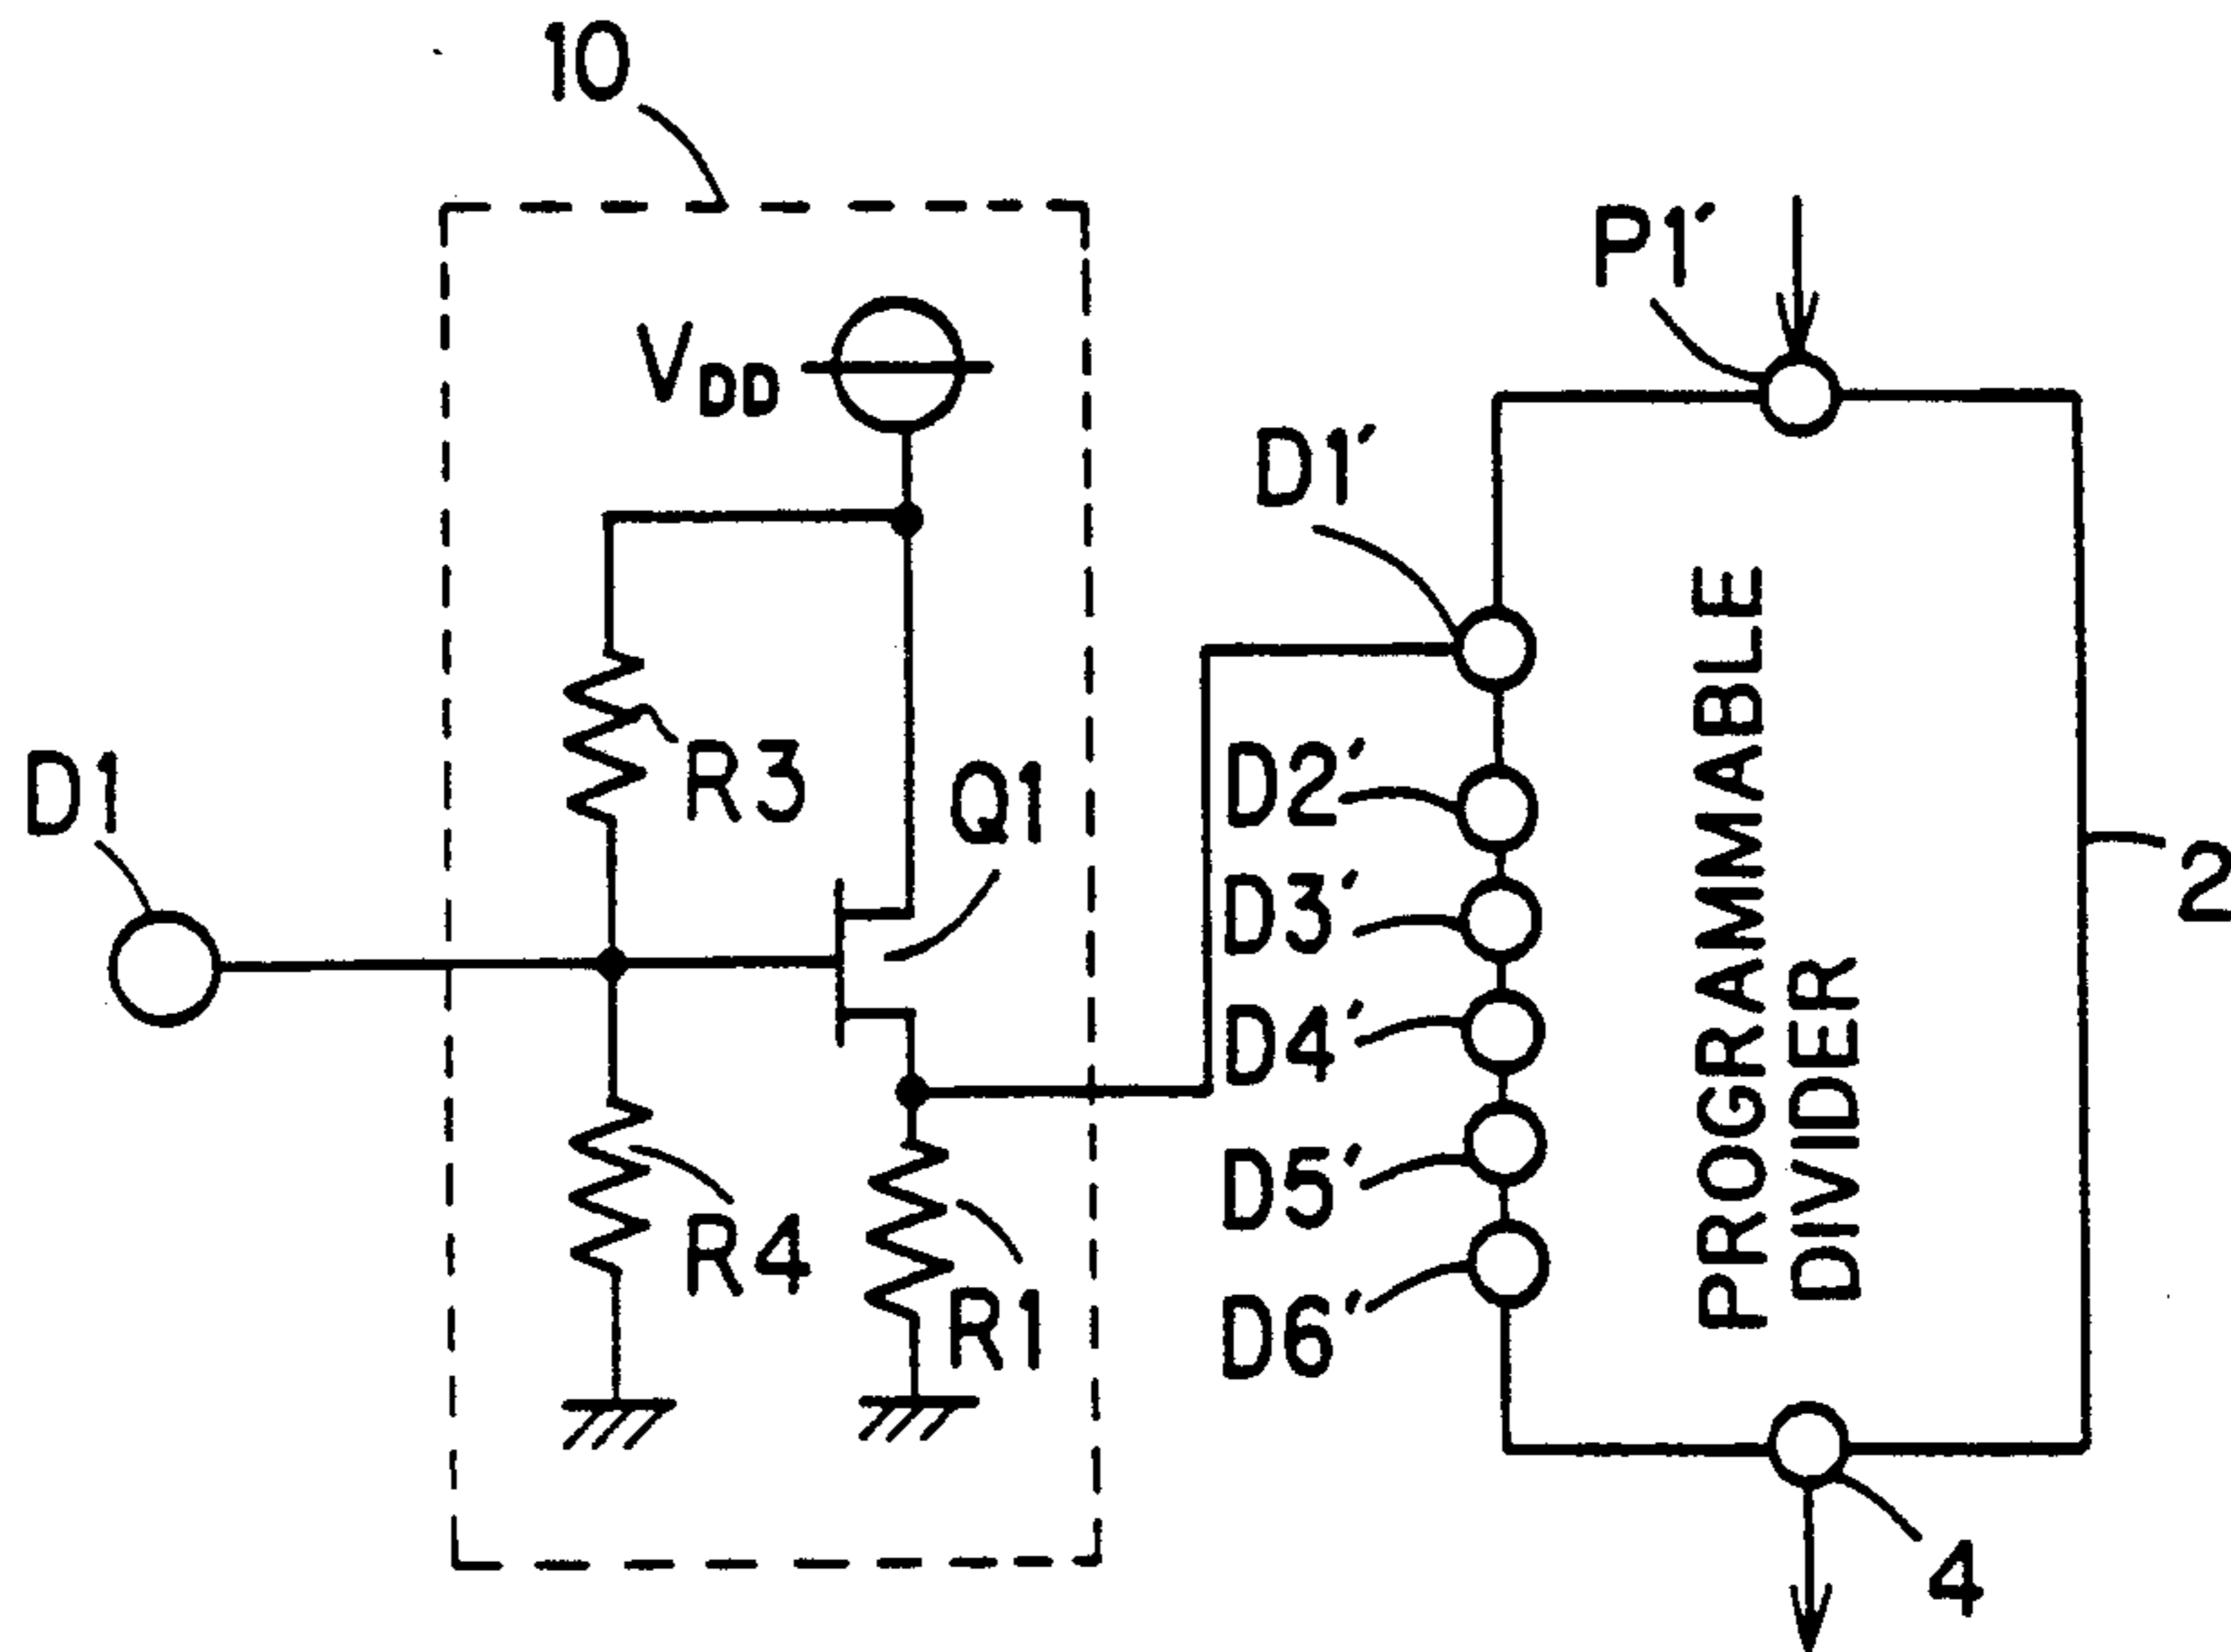 10
P1′
V_DD
D1′
R3
D1
Q1
D2′
D3′
2
D4′
D5′
R4
R1
D6′
PROGRAMMABLE
DIVIDER
4